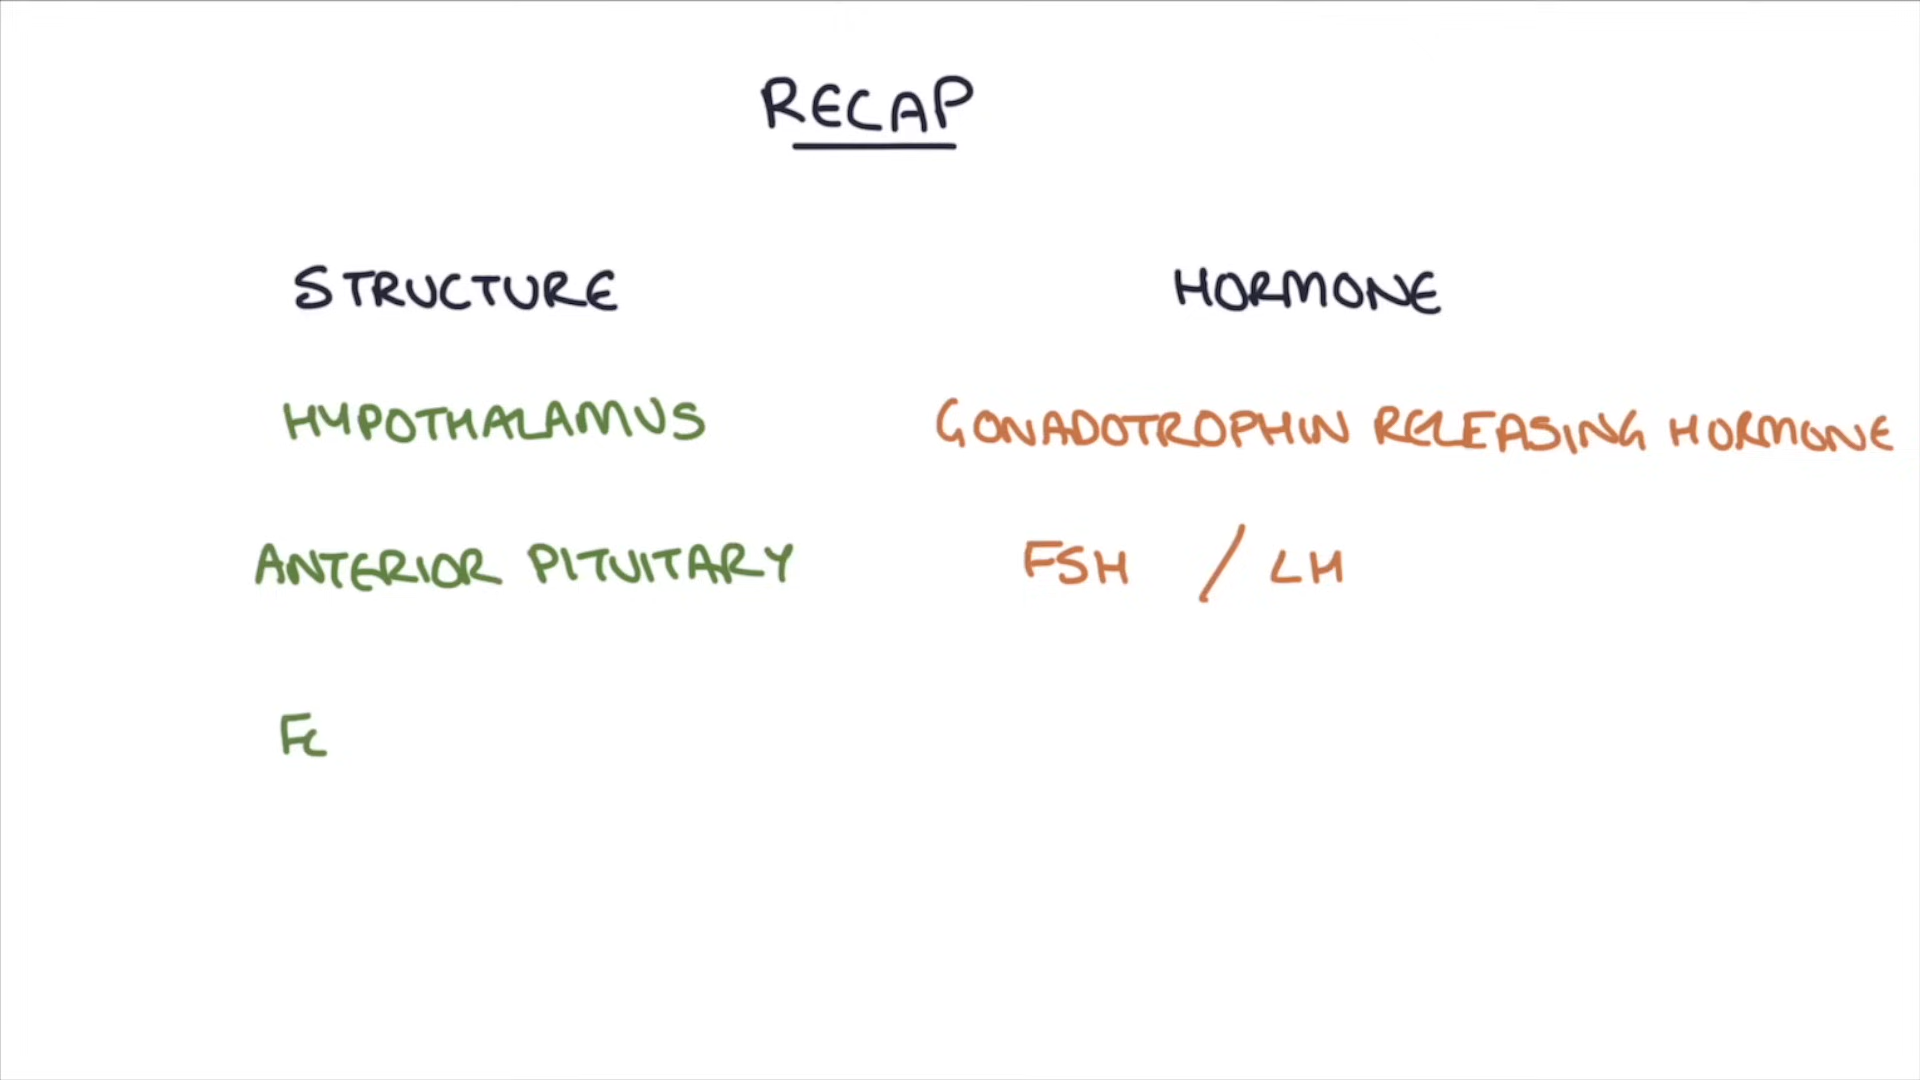 RECAP
STRUCTURE HORMONE
HYPOTHALAMUS GONADOTROPHIN RELEASING HORMONE
ANTERIOR PITUITARY FSH / LH